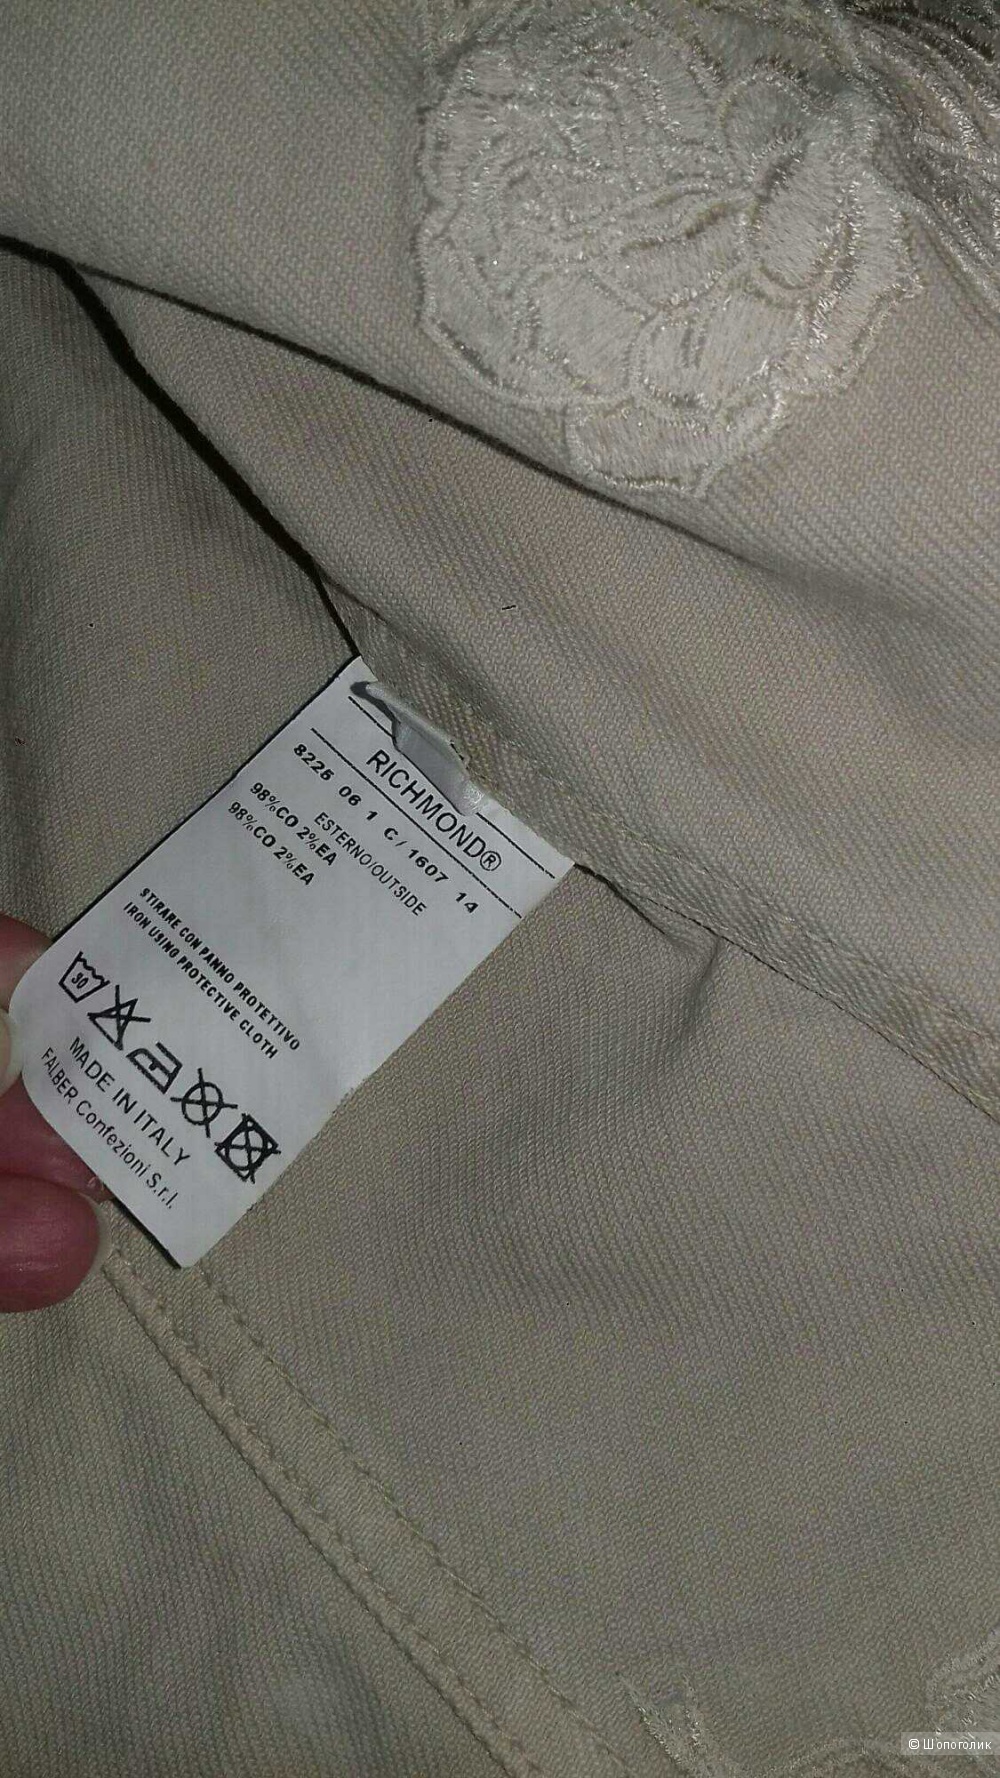 RICHMOND®
8225 06 1 C/1607 14
ESTERNO/OUTSIDE
98%CO 2%EA
98%CO 2%EA
STIRARE CON PANNO PROTETTIVO
IRON USING PROTECTIVE CLOTH
30
MADE IN ITALY
FALBER Confezioni S.r.l.
© Шопоголик